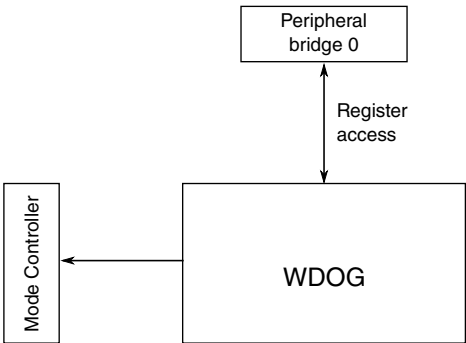 Peripheral
bridge 0
Register
access
Mode Controller
WDOG